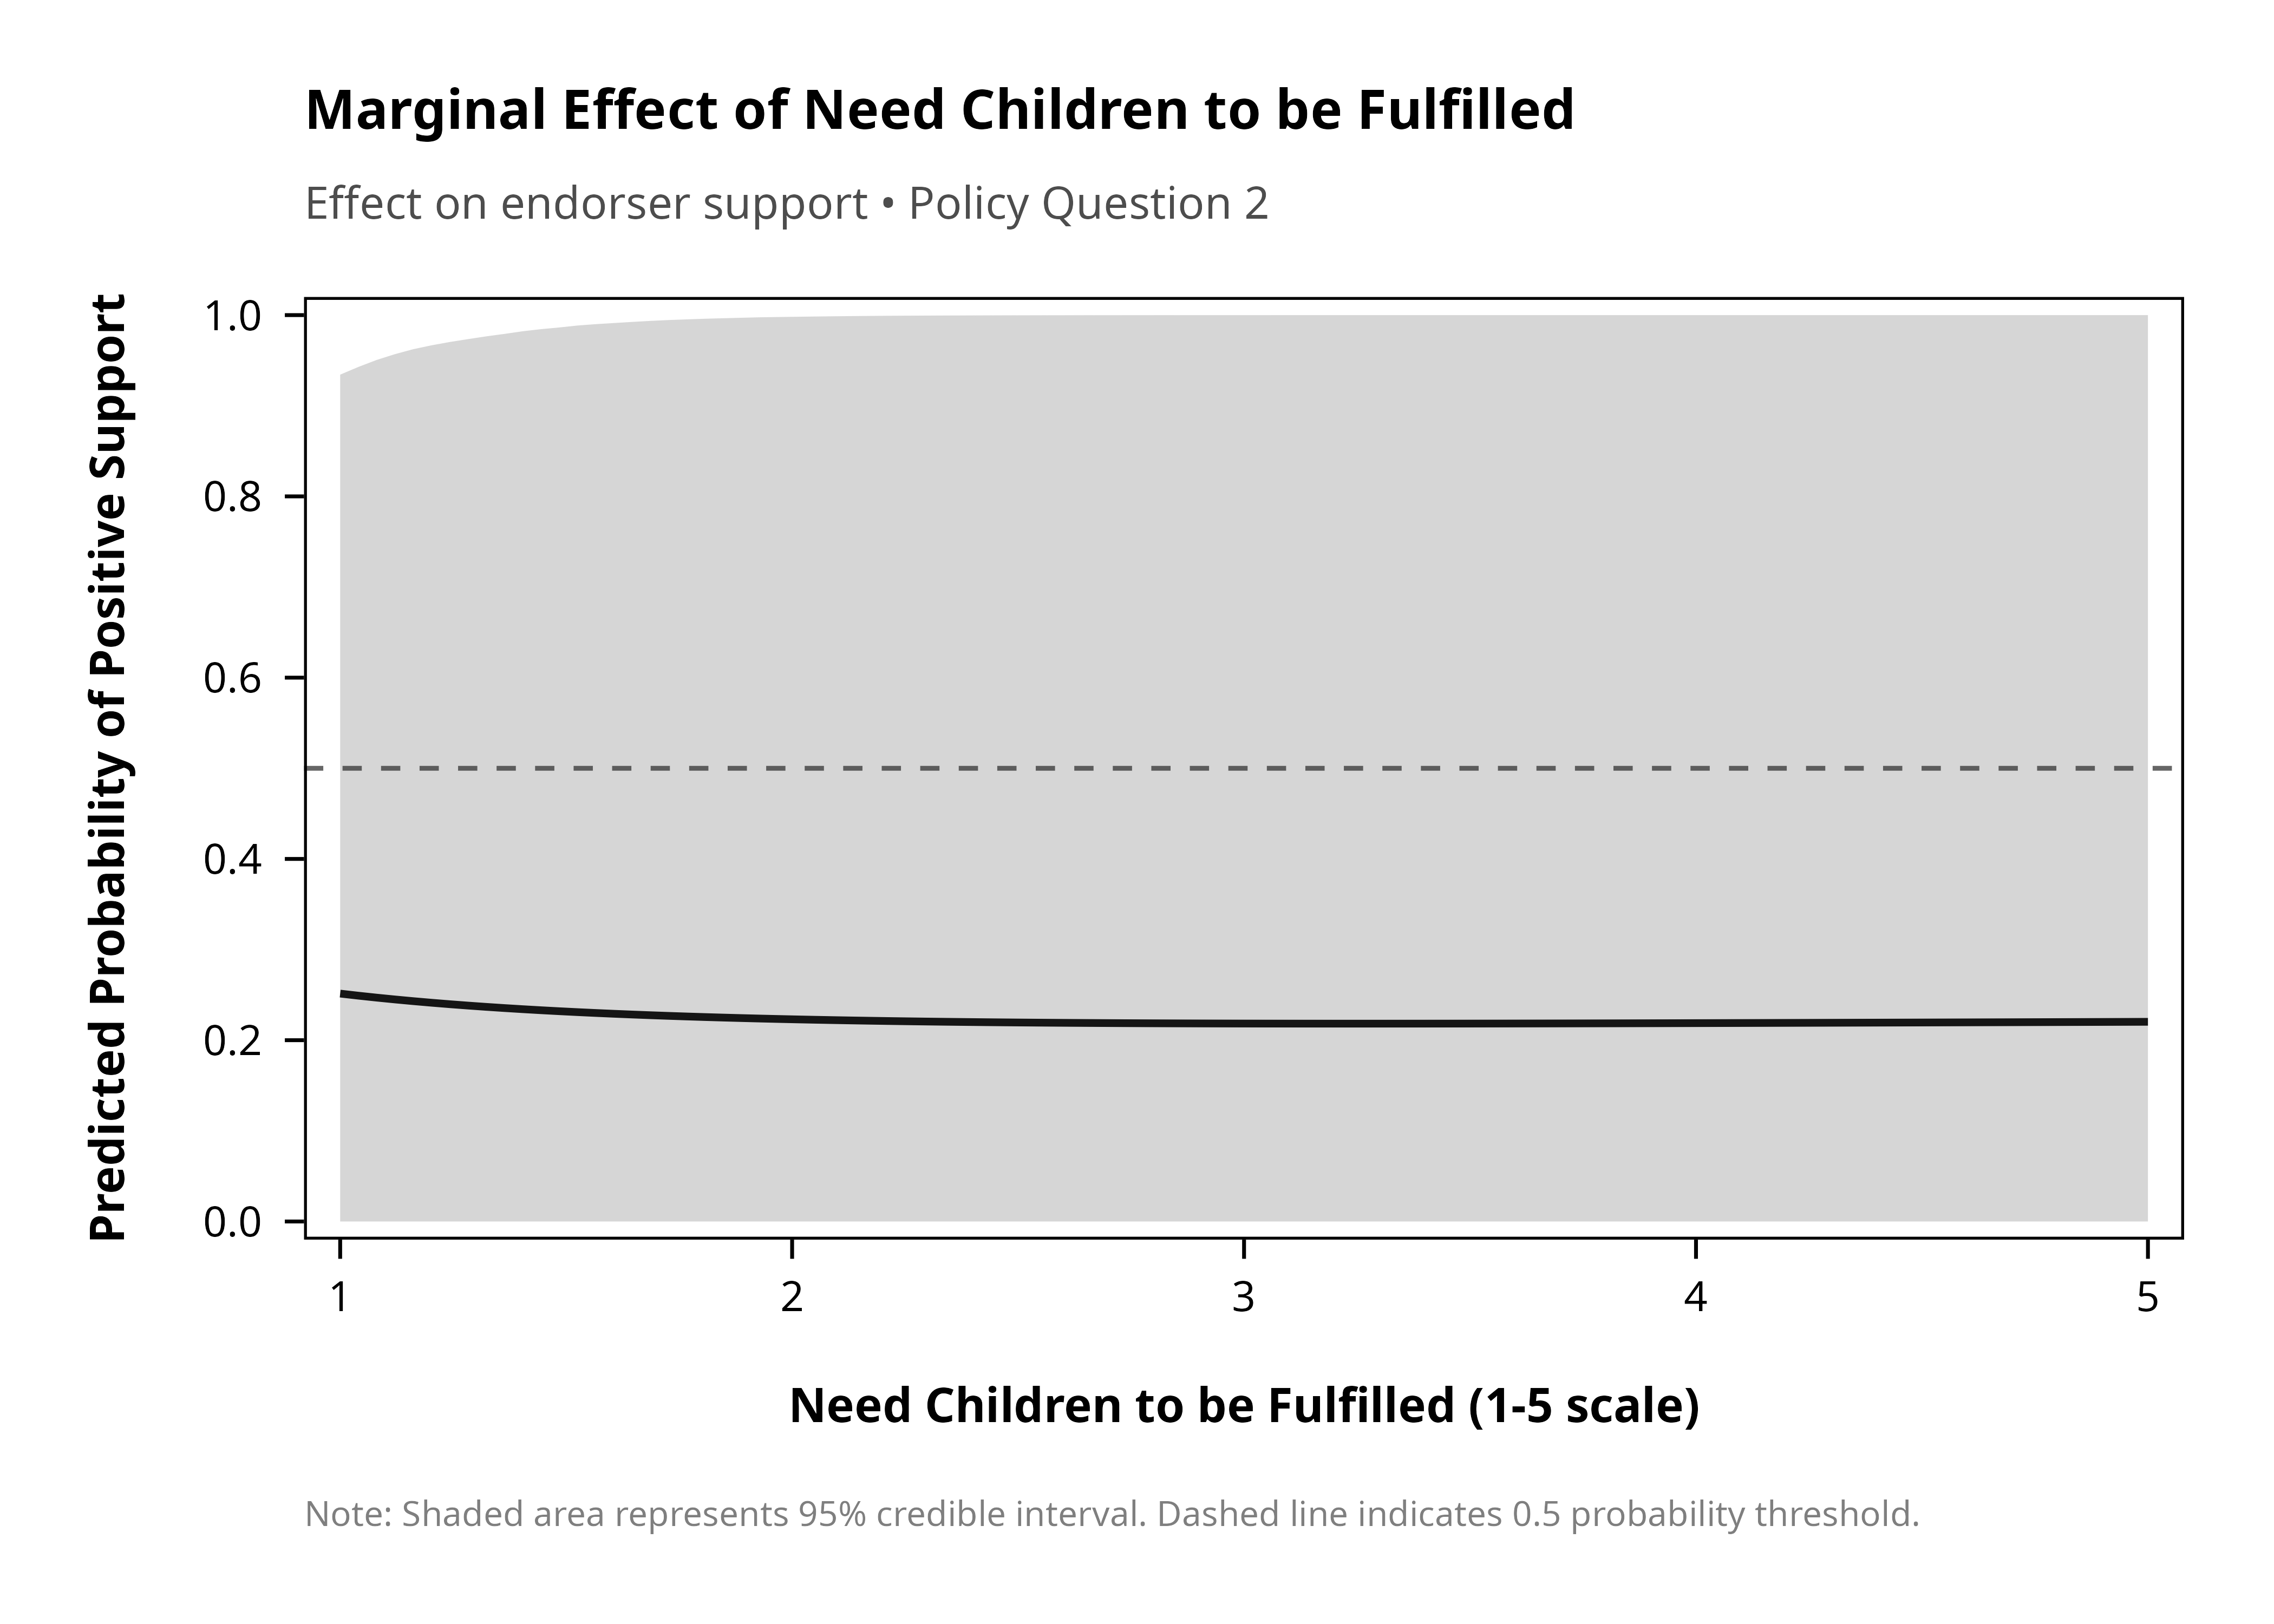 Marginal Effect of Need Children to be Fulfilled
Effect on endorser support • Policy Question 2
Predicted Probability of Positive Support
1.0
0.8
0.6
0.4
0.2
0.0
1 2 3 4 5
Need Children to be Fulfilled (1-5 scale)
Note: Shaded area represents 95% credible interval. Dashed line indicates 0.5 probability threshold.